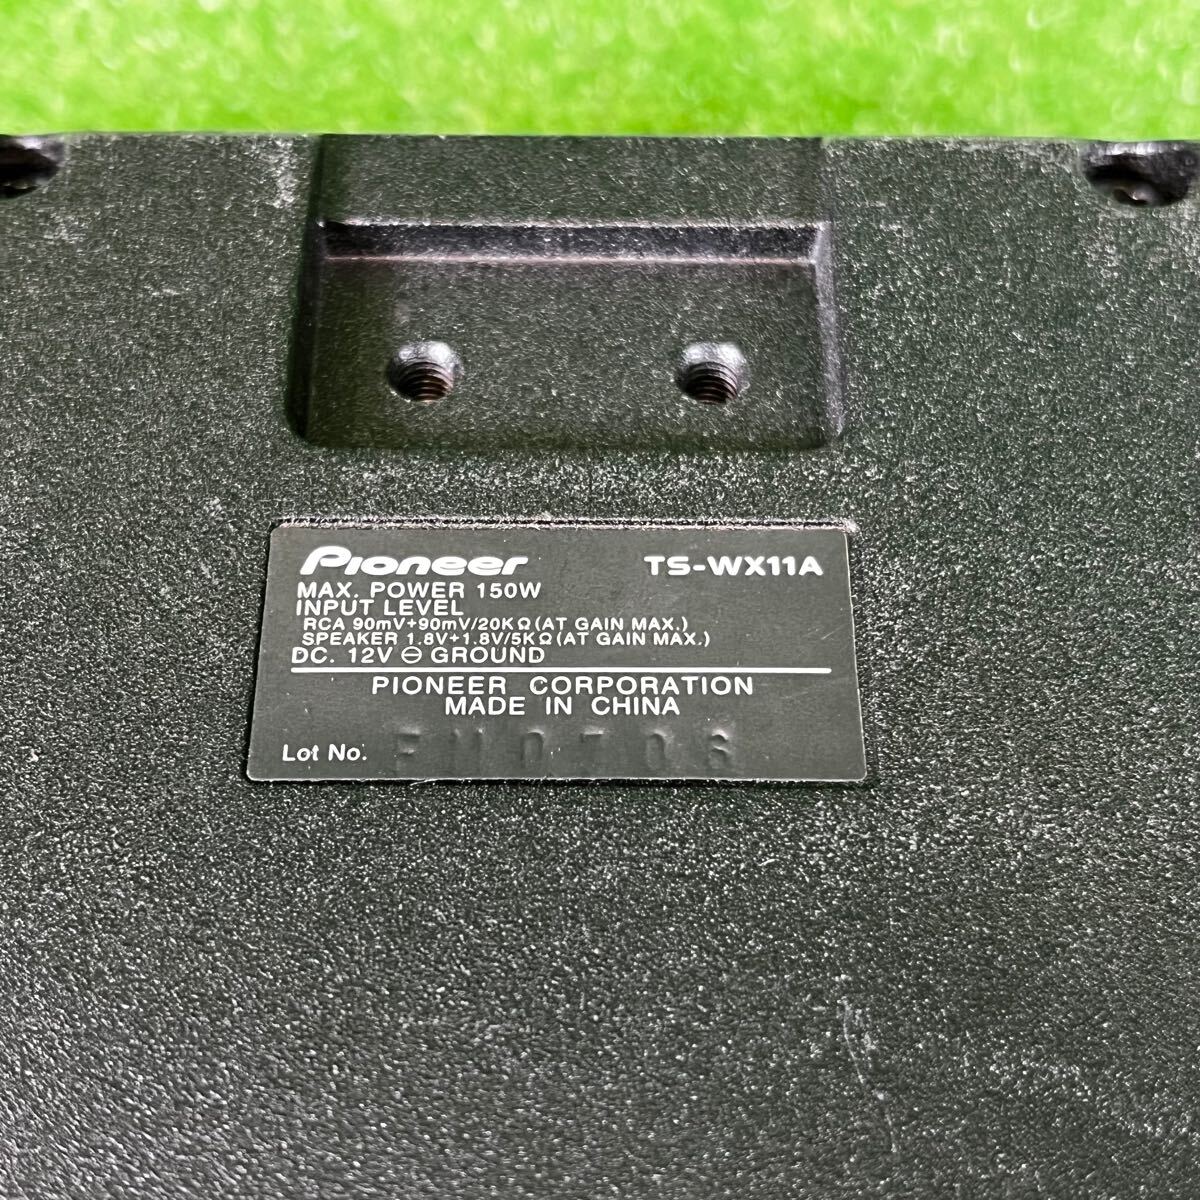 Pioneer TS-WX11A
MAX. POWER 150W
INPUT LEVEL
RCA 90mV+90mV/20KΩ(AT GAIN MAX.)
SPEAKER 1.8V+1.8V/5KΩ(AT GAIN MAX.)
DC. 12V ⊖ GROUND
PIONEER CORPORATION
MADE IN CHINA
Lot No.